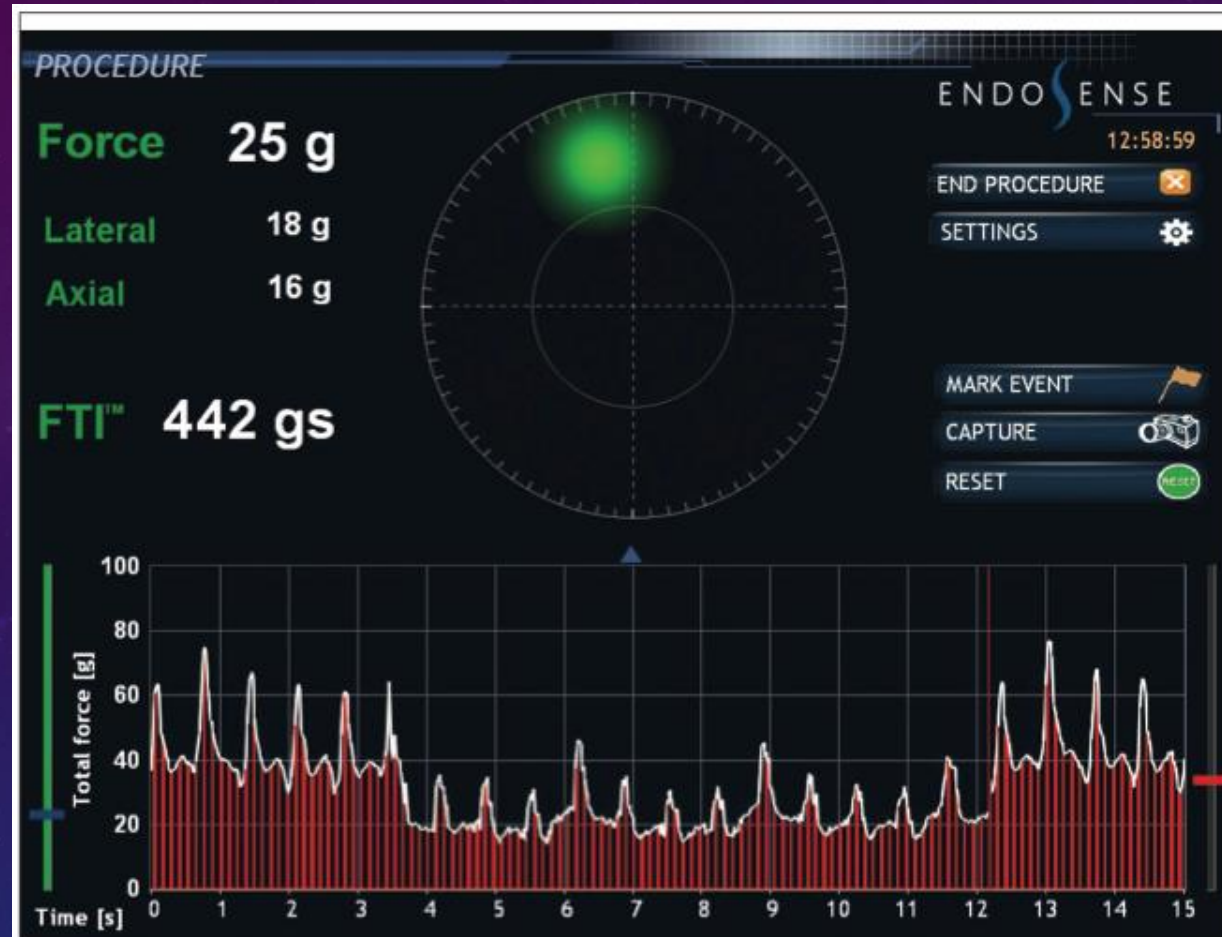 PROCEDURE
ENDOSENSE
12:58:59
Force 25 g
Lateral 18 g
Axial 16 g
FTI™ 442 gs
END PROCEDURE
SETTINGS
MARK EVENT
CAPTURE
RESET
RESET
Total force [g]
100
80
60
40
20
0
Time [s] 0 1 2 3 4 5 6 7 8 9 10 11 12 13 14 15